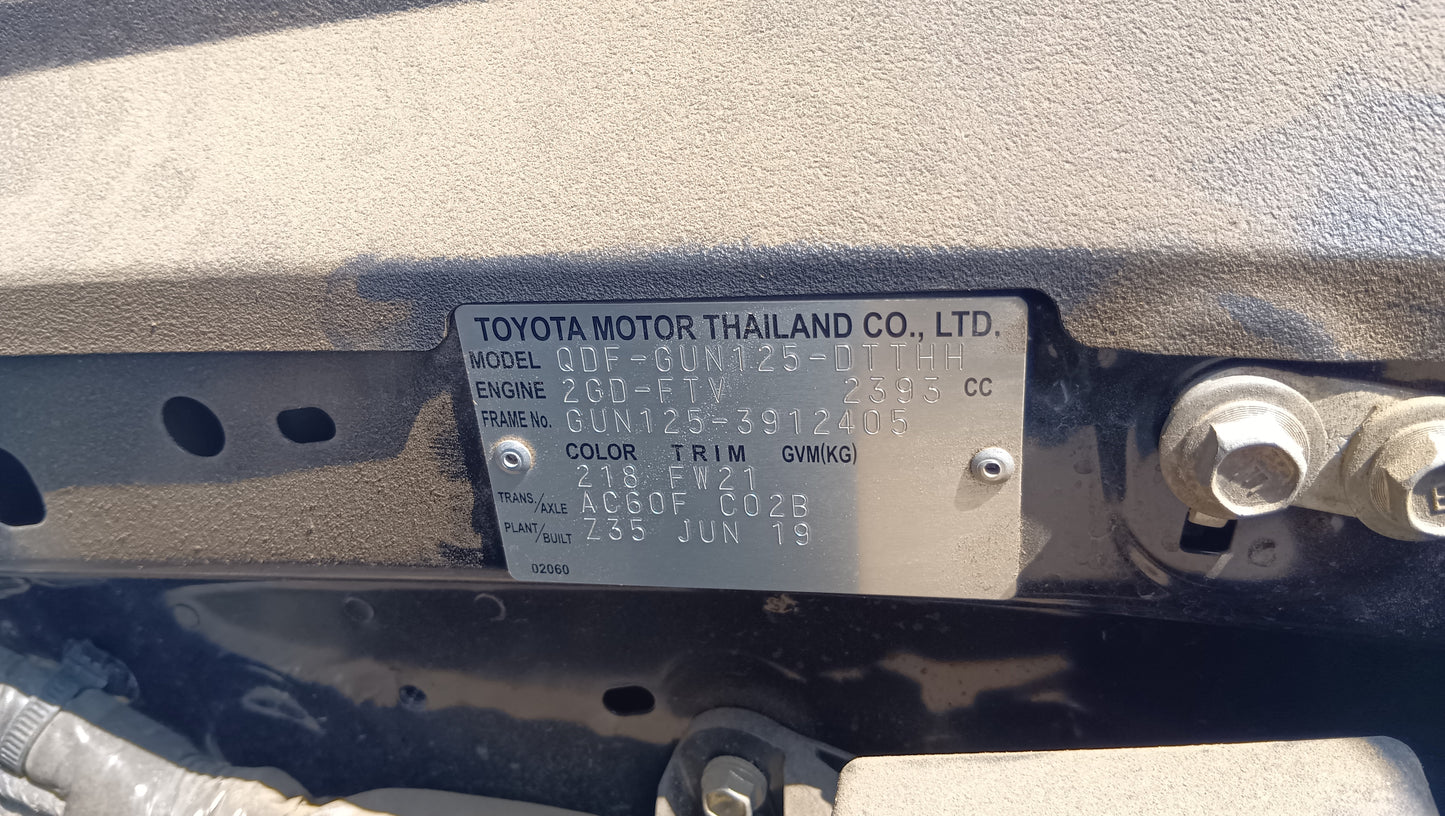 TOYOTA MOTOR THAILAND CO., LTD.
MODEL QDF-GUN125-DTTHH
ENGINE 2GD-FTV 2393 CC
FRAME No. GUN125-3912405
COLOR TRIM GVM(KG)
218 FW21
TRANS./AXLE AC60F C02B
PLANT/BUILT Z35 JUN 19
02060